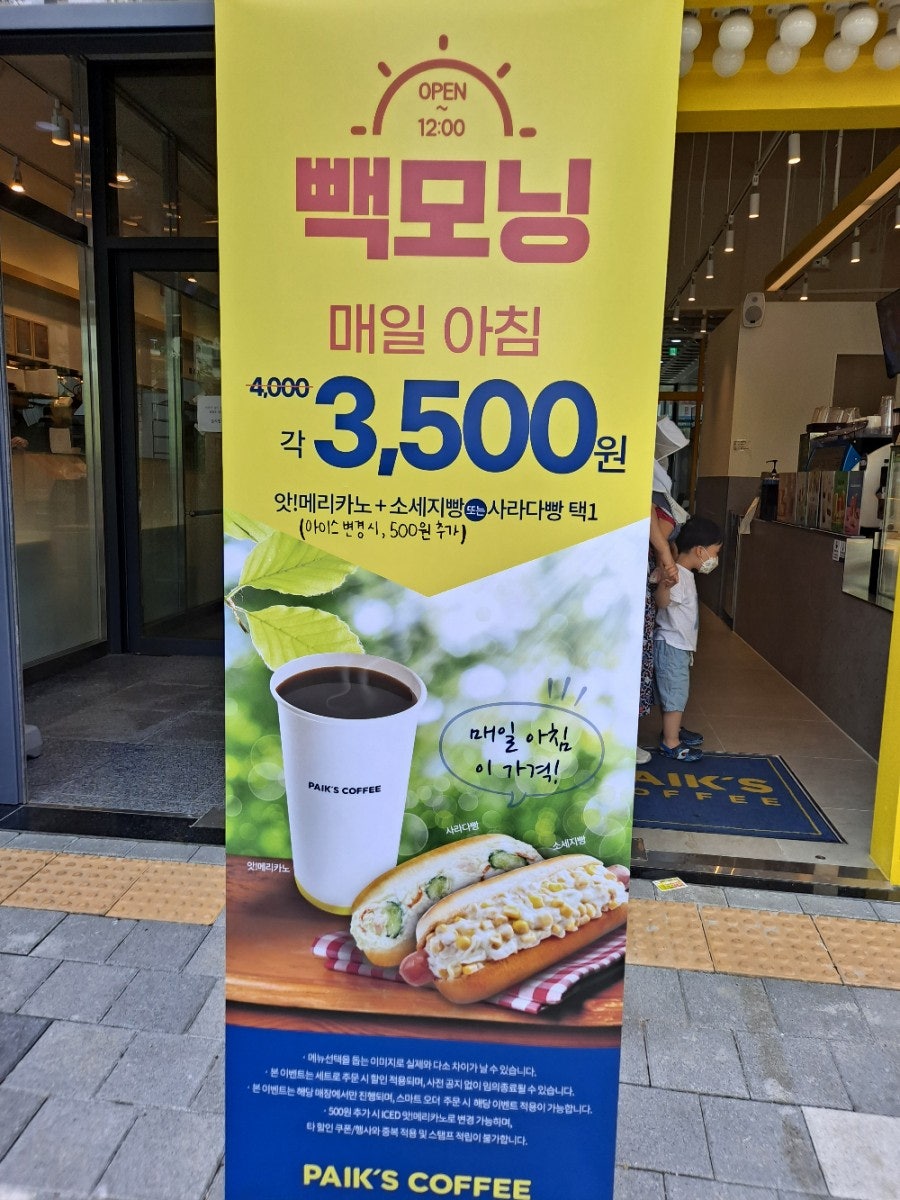 OPEN
~
12:00
빽모닝
매일 아침
4,000
각 3,500원
앗!메리카노 + 소세지빵 또는 사라다빵 택1
(아이스 변경 시, 500원 추가)
매일 아침
이 가격!
PAIK'S COFFEE
사라다빵
소세지빵
앗!메리카노
PAIK'S
COFFEE
· 메뉴선택을 돕는 이미지로 실제와 다소 차이가 날 수 있습니다.
· 본 이벤트는 세트로 주문 시 할인 적용되며, 사전 공지 없이 임의종료될 수 있습니다.
· 본 이벤트는 해당 매장에서만 진행되며, 스마트 오더 주문 시 해당 이벤트 적용이 가능합니다.
· 500원 추가 시 ICED 앗!메리카노로 변경 가능하며,
타 할인 쿠폰/행사와 중복 적용 및 스탬프 적립이 불가합니다.
PAIK'S COFFEE